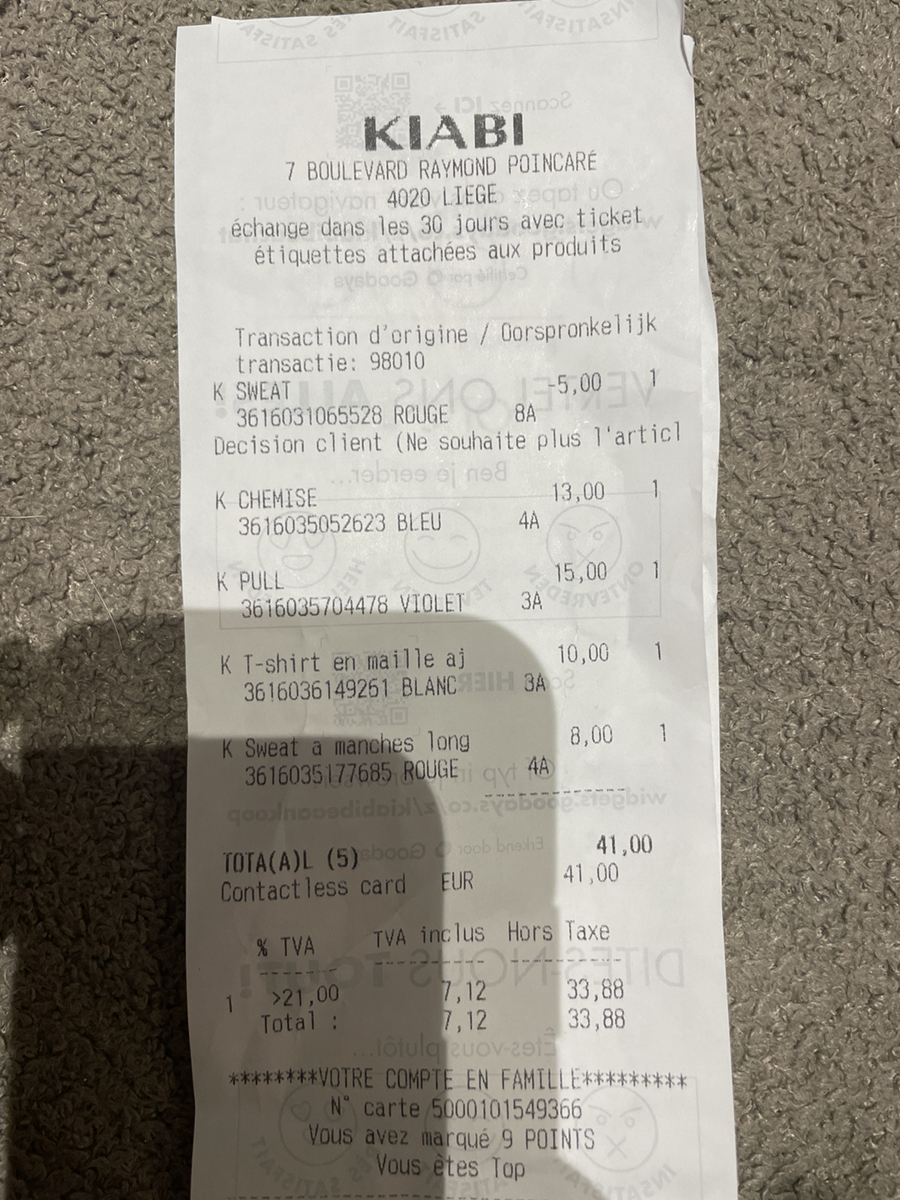 KIABI
7 BOULEVARD RAYMOND POINCARÉ
4020 LIEGE
échange dans les 30 jours avec ticket
étiquettes attachées aux produits
Transaction d'origine / Oorspronkelijk
transactie: 98010
K SWEAT -5,00 1
3616031065528 ROUGE 8A
Decision client (Ne souhaite plus l'articl
K CHEMISE 13,00 1
3616035052623 BLEU 4A
K PULL 15,00 1
3616035704478 VIOLET 3A
K T-shirt en maille aj 10,00 1
3616036149261 BLANC 3A
K Sweat a manches long 8,00 1
3616035177685 ROUGE 4A
TOTA(A)L (5) 41,00
Contactless card EUR 41,00
% TVA TVA inclus Hors Taxe
1 >21,00 7,12 33,88
Total : 7,12 33,88
********VOTRE COMPTE EN FAMILLE*********
N° carte 5000101549366
Vous avez marqué 9 POINTS
Vous êtes Top